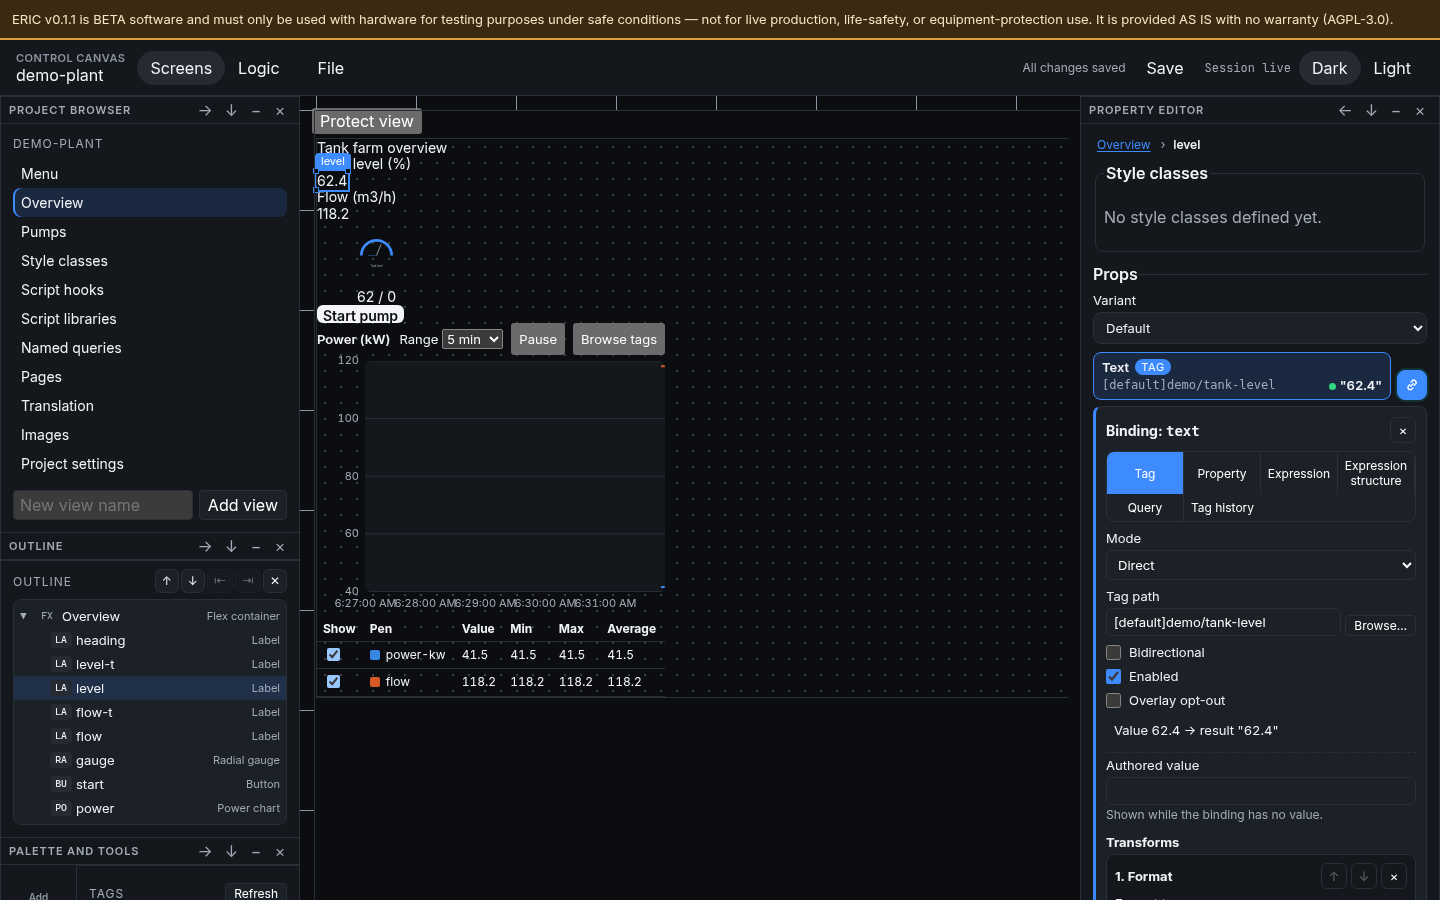 ERIC v0.1.1 is BETA software and must only be used with hardware for testing purposes under safe conditions — not for live production, life-safety, or equipment-protection use. It is provided AS IS with no warranty (AGPL-3.0).
CONTROL CANVAS
demo-plant
Screens
Logic
File
All changes saved
Save
Session live
Dark
Light
PROJECT BROWSER
DEMO-PLANT
Menu
Overview
Pumps
Style classes
Script hooks
Script libraries
Named queries
Pages
Translation
Images
Project settings
New view name
Add view
OUTLINE
OUTLINE
FX Overview Flex container
LA heading Label
LA level-t Label
LA level Label
LA flow-t Label
LA flow Label
RA gauge Radial gauge
BU start Button
PO power Power chart
PALETTE AND TOOLS
Add
TAGS
Refresh
Protect view
Tank farm overview
level
level (%)
62.4
Flow (m3/h)
118.2
62 / 0
Start pump
Power (kW)
Range
5 min
Pause
Browse tags
120
100
80
60
40
6:27:00 AM
6:28:00 AM
6:29:00 AM
6:30:00 AM
6:31:00 AM
Show Pen Value Min Max Average
power-kw 41.5 41.5 41.5 41.5
flow 118.2 118.2 118.2 118.2
PROPERTY EDITOR
Overview › level
Style classes
No style classes defined yet.
Props
Variant
Default
Text TAG
[default]demo/tank-level "62.4"
Binding: text
Tag
Property
Expression
Expression structure
Query
Tag history
Mode
Direct
Tag path
[default]demo/tank-level
Browse...
Bidirectional
Enabled
Overlay opt-out
Value 62.4 → result "62.4"
Authored value
Shown while the binding has no value.
Transforms
1. Format